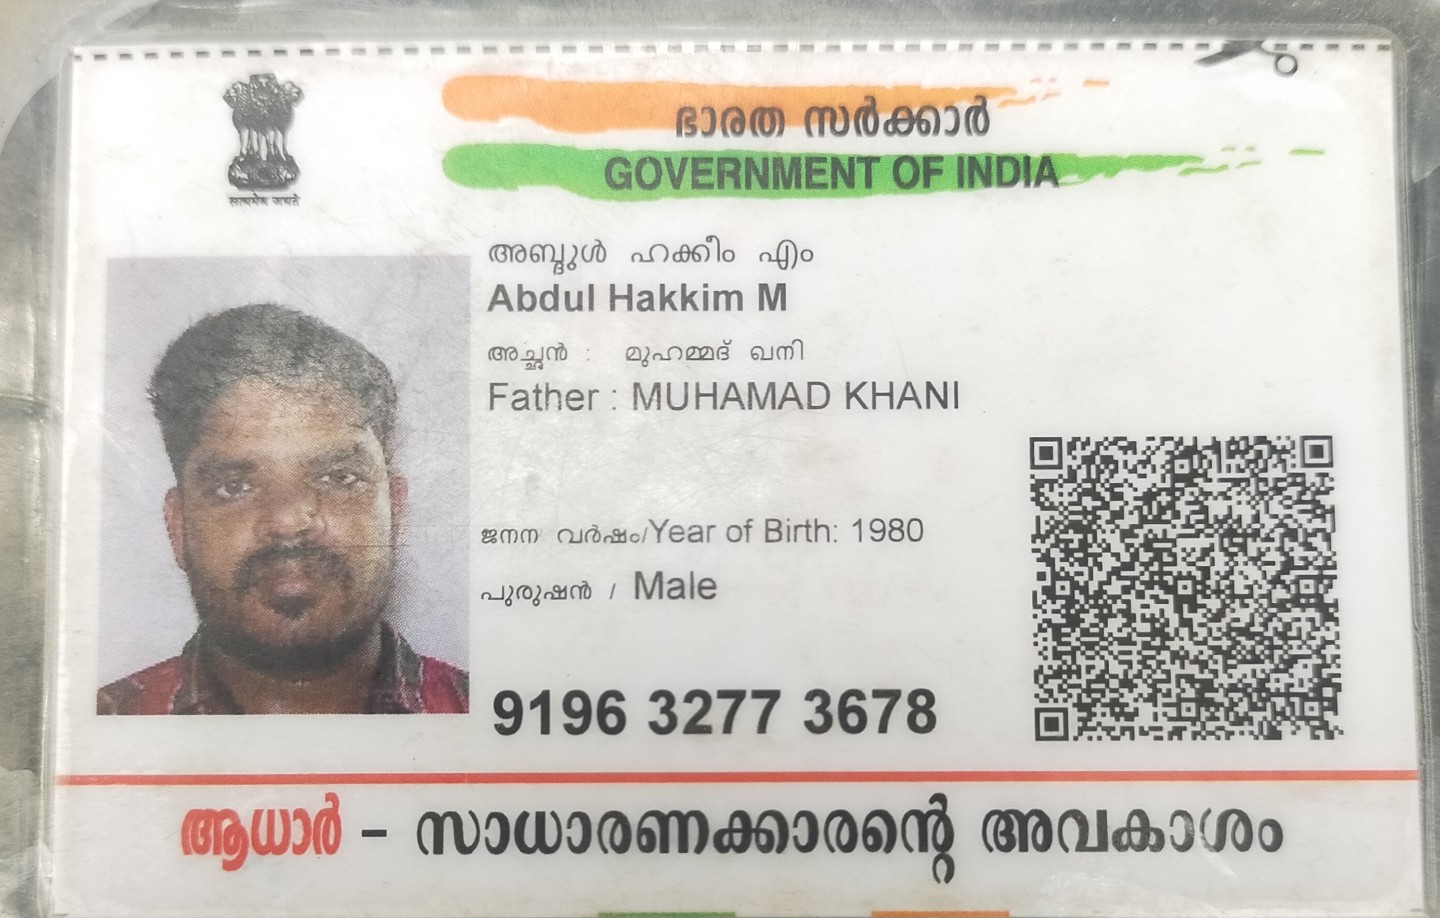 ഭാരത സർക്കാർ
GOVERNMENT OF INDIA
सत्यमेव जयते
അബ്ദുൾ ഹക്കീം എം
Abdul Hakkim M
അച്ഛൻ : മുഹമ്മദ് ഖനി
Father : MUHAMAD KHANI
ജനന വർഷം/Year of Birth: 1980
പുരുഷൻ / Male
9196 3277 3678
ആധാർ – സാധാരണക്കാരന്റെ അവകാശം